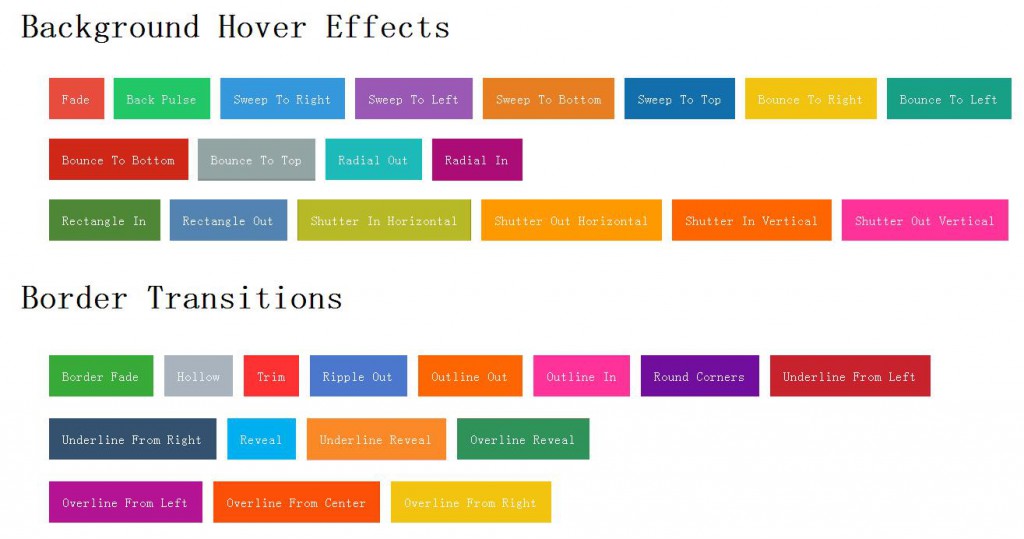 Background Hover Effects
Fade Back Pulse Sweep To Right Sweep To Left Sweep To Bottom Sweep To Top Bounce To Right Bounce To Left
Bounce To Bottom Bounce To Top Radial Out Radial In
Rectangle In Rectangle Out Shutter In Horizontal Shutter Out Horizontal Shutter In Vertical Shutter Out Vertical
Border Transitions
Border Fade Hollow Trim Ripple Out Outline Out Outline In Round Corners Underline From Left
Underline From Right Reveal Underline Reveal Overline Reveal
Overline From Left Overline From Center Overline From Right